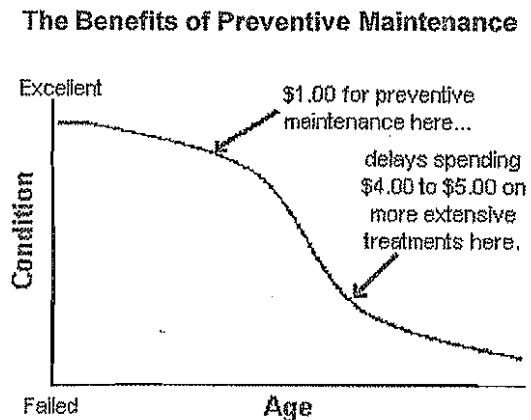 The Benefits of Preventive Maintenance
Excellent
$1.00 for preventive
maintenance here...
delays spending
$4.00 to $5.00 on
more extensive
treatments here.
Condition
Failed
Age